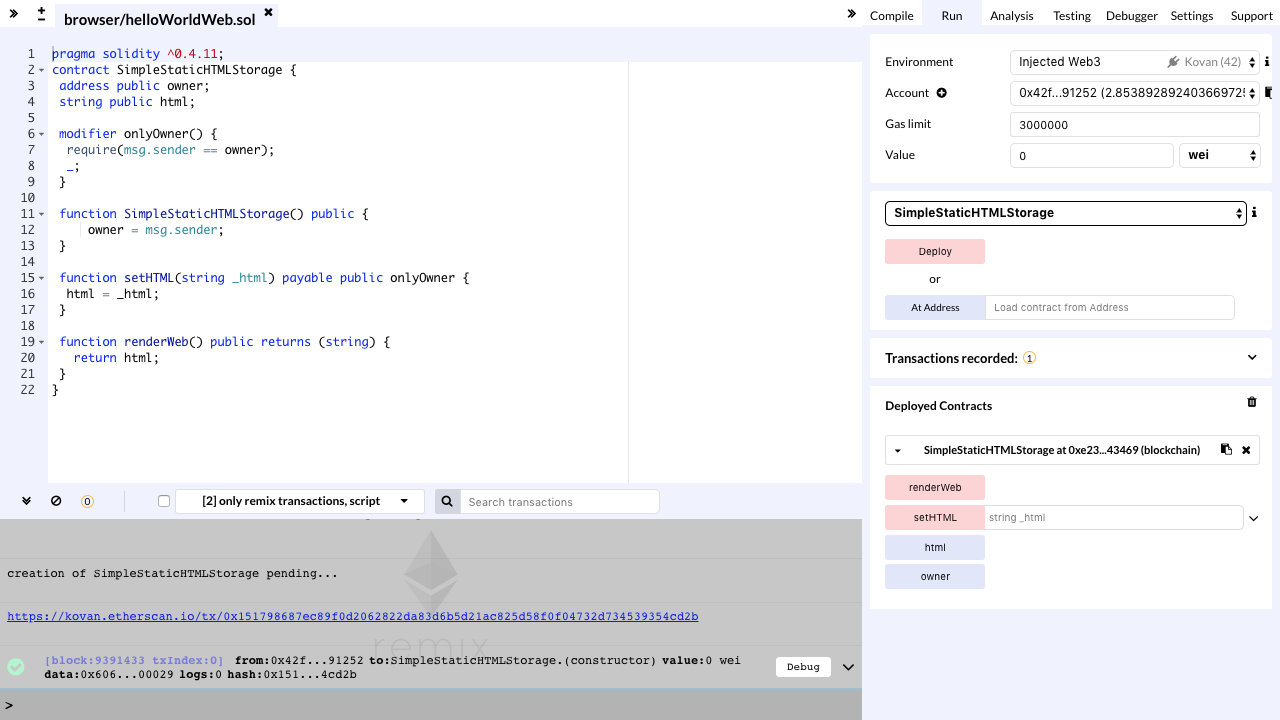 browser/helloWorldWeb.sol
Compile Run Analysis Testing Debugger Settings Support
1 pragma solidity ^0.4.11;
2 contract SimpleStaticHTMLStorage {
3 address public owner;
4 string public html;
5
6 modifier onlyOwner() {
7 require(msg.sender == owner);
8 _;
9 }
10
11 function SimpleStaticHTMLStorage() public {
12 owner = msg.sender;
13 }
14
15 function setHTML(string _html) payable public onlyOwner {
16 html = _html;
17 }
18
19 function renderWeb() public returns (string) {
20 return html;
21 }
22 }
0 [2] only remix transactions, script Search transactions
creation of SimpleStaticHTMLStorage pending...
https://kovan.etherscan.io/tx/0x151798687ec89f0d2062822da83d6b5d21ac825d58f0f04732d734539354cd2b
remix
[block:9391433 txIndex:0] from:0x42f...91252 to:SimpleStaticHTMLStorage.(constructor) value:0 wei
data:0x606...00029 logs:0 hash:0x151...4cd2b
Debug
>
Environment Injected Web3 Kovan (42)
Account 0x42f...91252 (2.853892892403669725
Gas limit 3000000
Value 0 wei
SimpleStaticHTMLStorage
Deploy
or
At Address Load contract from Address
Transactions recorded: 1
Deployed Contracts
SimpleStaticHTMLStorage at 0xe23...43469 (blockchain)
renderWeb
setHTML string _html
html
owner